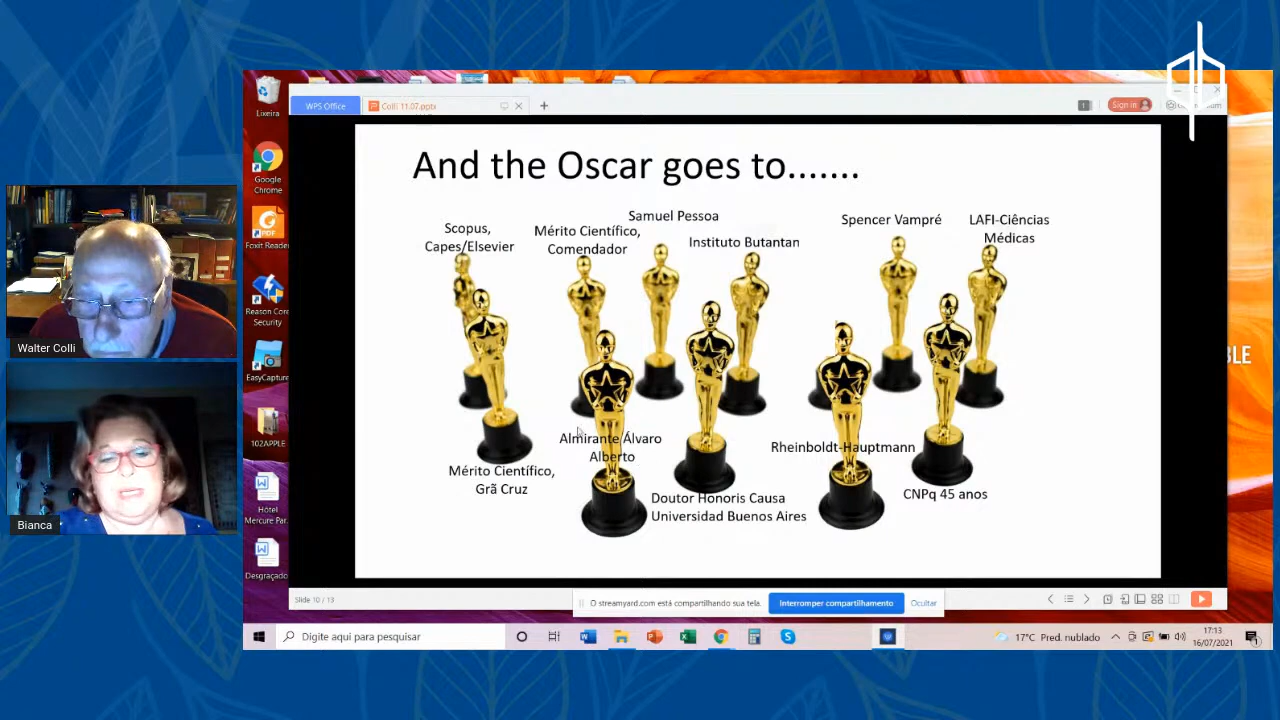 Lixeira
Google
Chrome
Foxit Reader
Reason Core
Security
EasyCapture
102APPLE
Hôtel
Mercure Par.
Desgraçado
WPS Office
Colli 11.07.pptx
1
Sign in
And the Oscar goes to.......
Scopus,
Capes/Elsevier
Mérito Científico,
Comendador
Samuel Pessoa
Instituto Butantan
Spencer Vampré
LAFI-Ciências
Médicas
Almirante Álvaro
Alberto
Rheinboldt-Hauptmann
Mérito Científico,
Grã Cruz
Doutor Honoris Causa
Universidad Buenos Aires
CNPq 45 anos
Walter Colli
Bianca
BLE
Slide 10 / 13
O streamyard.com está compartilhando sua tela.
Interromper compartilhamento
Ocultar
Digite aqui para pesquisar
17°C Pred. nublado
17:13
16/07/2021